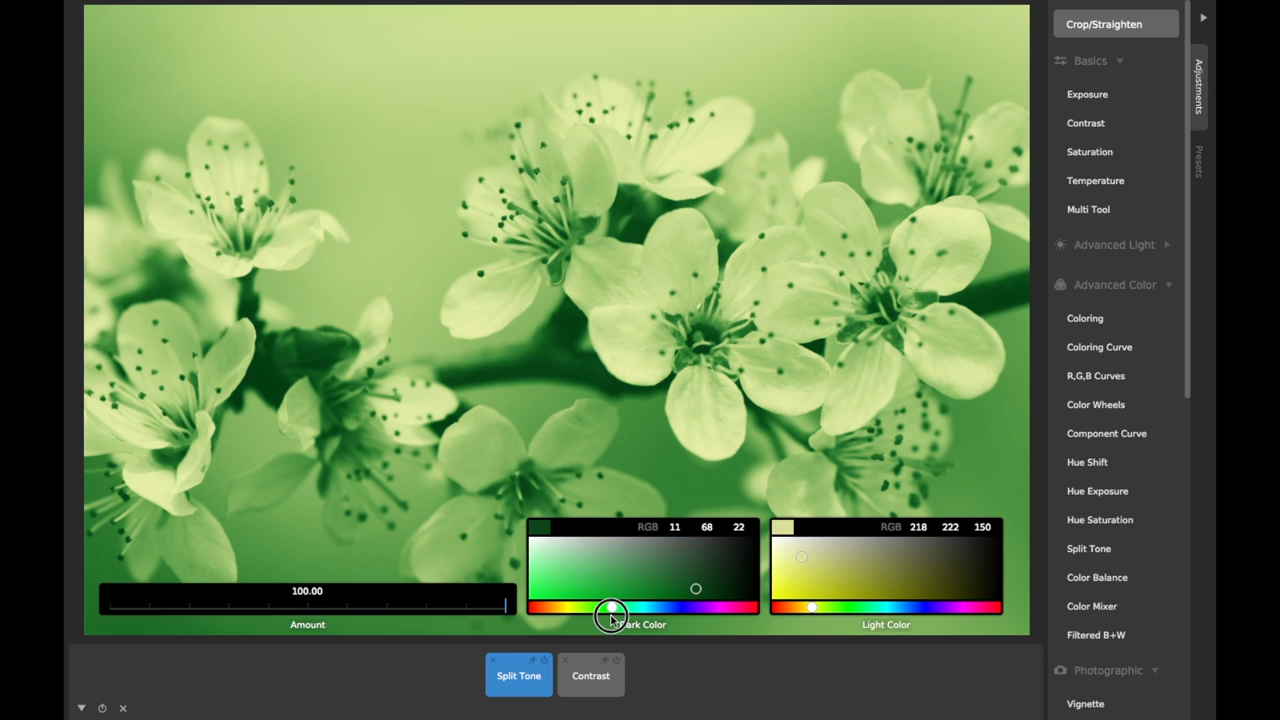 Crop/Straighten
Basics
Exposure
Contrast
Saturation
Temperature
Multi Tool
Advanced Light
Advanced Color
Coloring
Coloring Curve
R,G,B Curves
Color Wheels
Component Curve
Hue Shift
Hue Exposure
Hue Saturation
Split Tone
Color Balance
Color Mixer
Filtered B+W
Photographic
Vignette
Adjustments
Presets
100.00
Amount
RGB 11 68 22
Dark Color
RGB 218 222 150
Light Color
Split Tone
Contrast